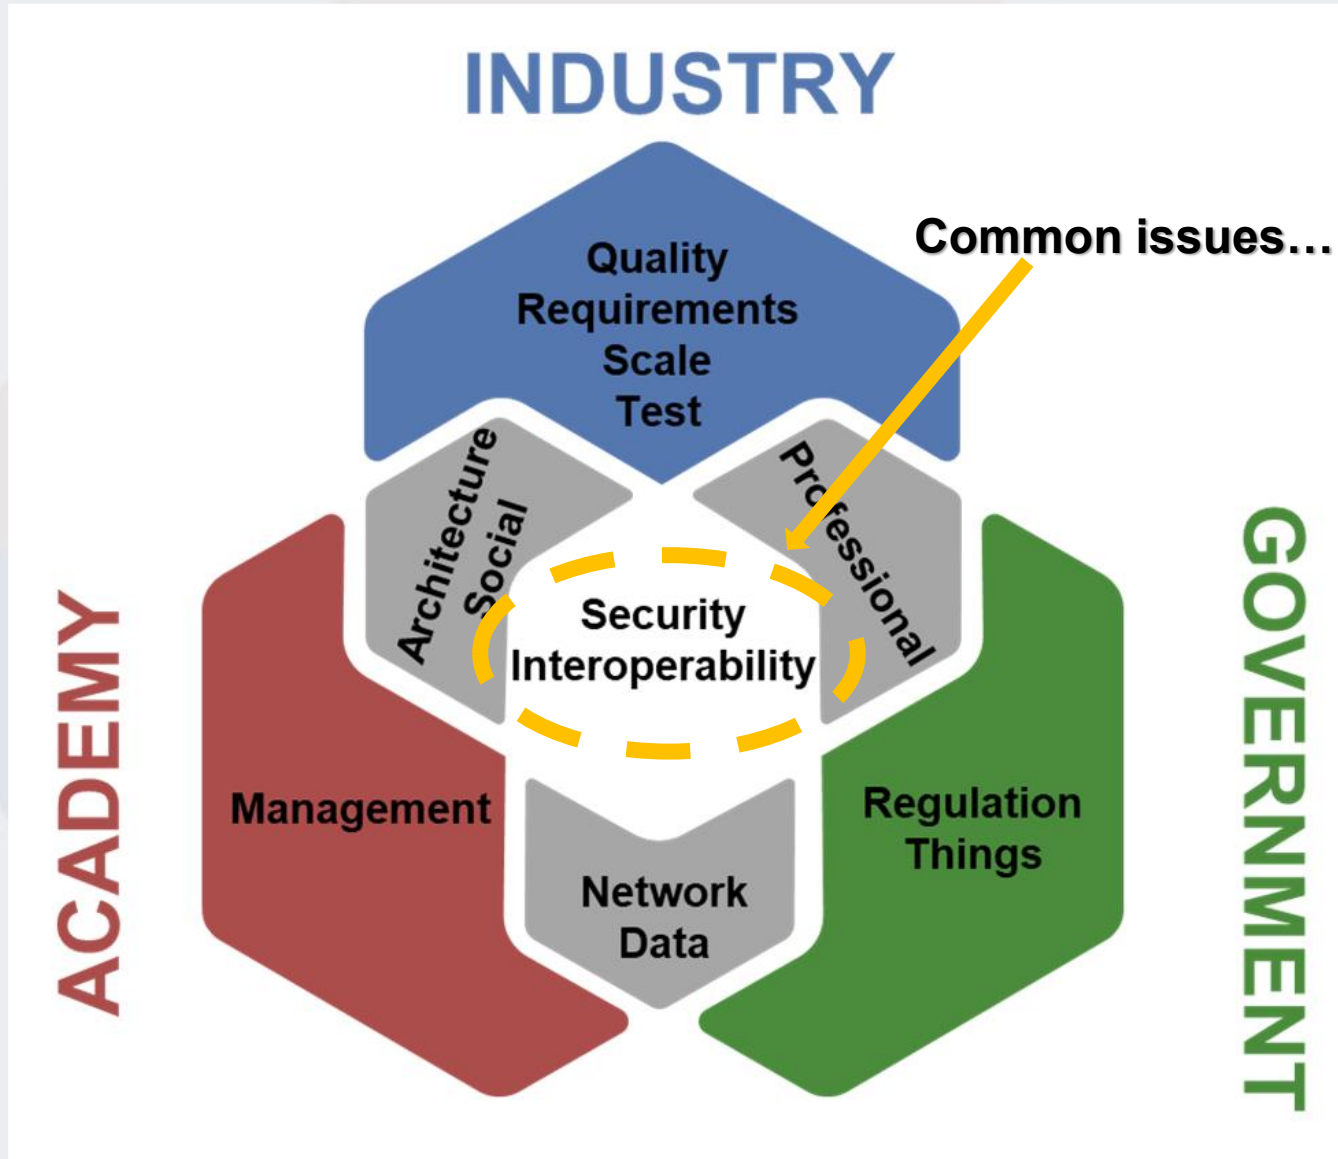 INDUSTRY
Common issues…
Quality
Requirements
Scale
Test
Architecture
Social
Professional
Security
Interoperability
ACADEMY
GOVERNMENT
Management
Regulation
Things
Network
Data